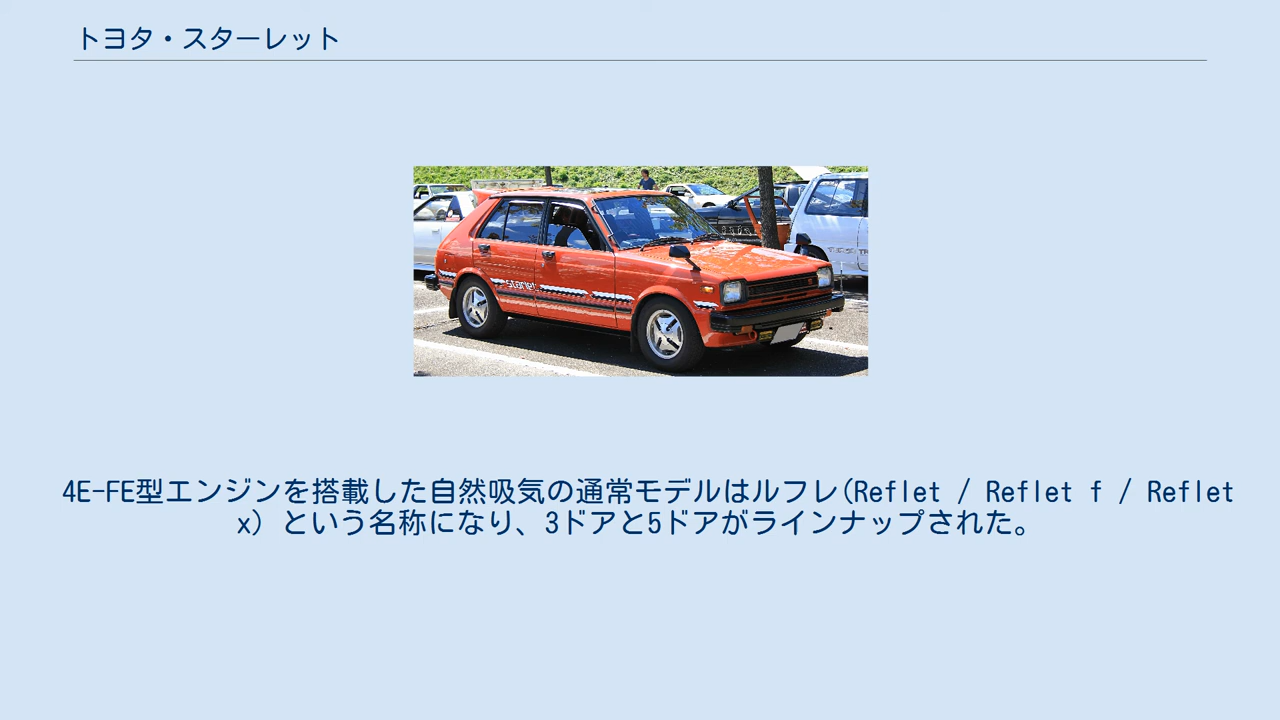 トヨタ・スターレット
Starlet
4E-FE型エンジンを搭載した自然吸気の通常モデルはルフレ(Reflet / Reflet f / Reflet
x) という名称になり、3ドアと5ドアがラインナップされた。